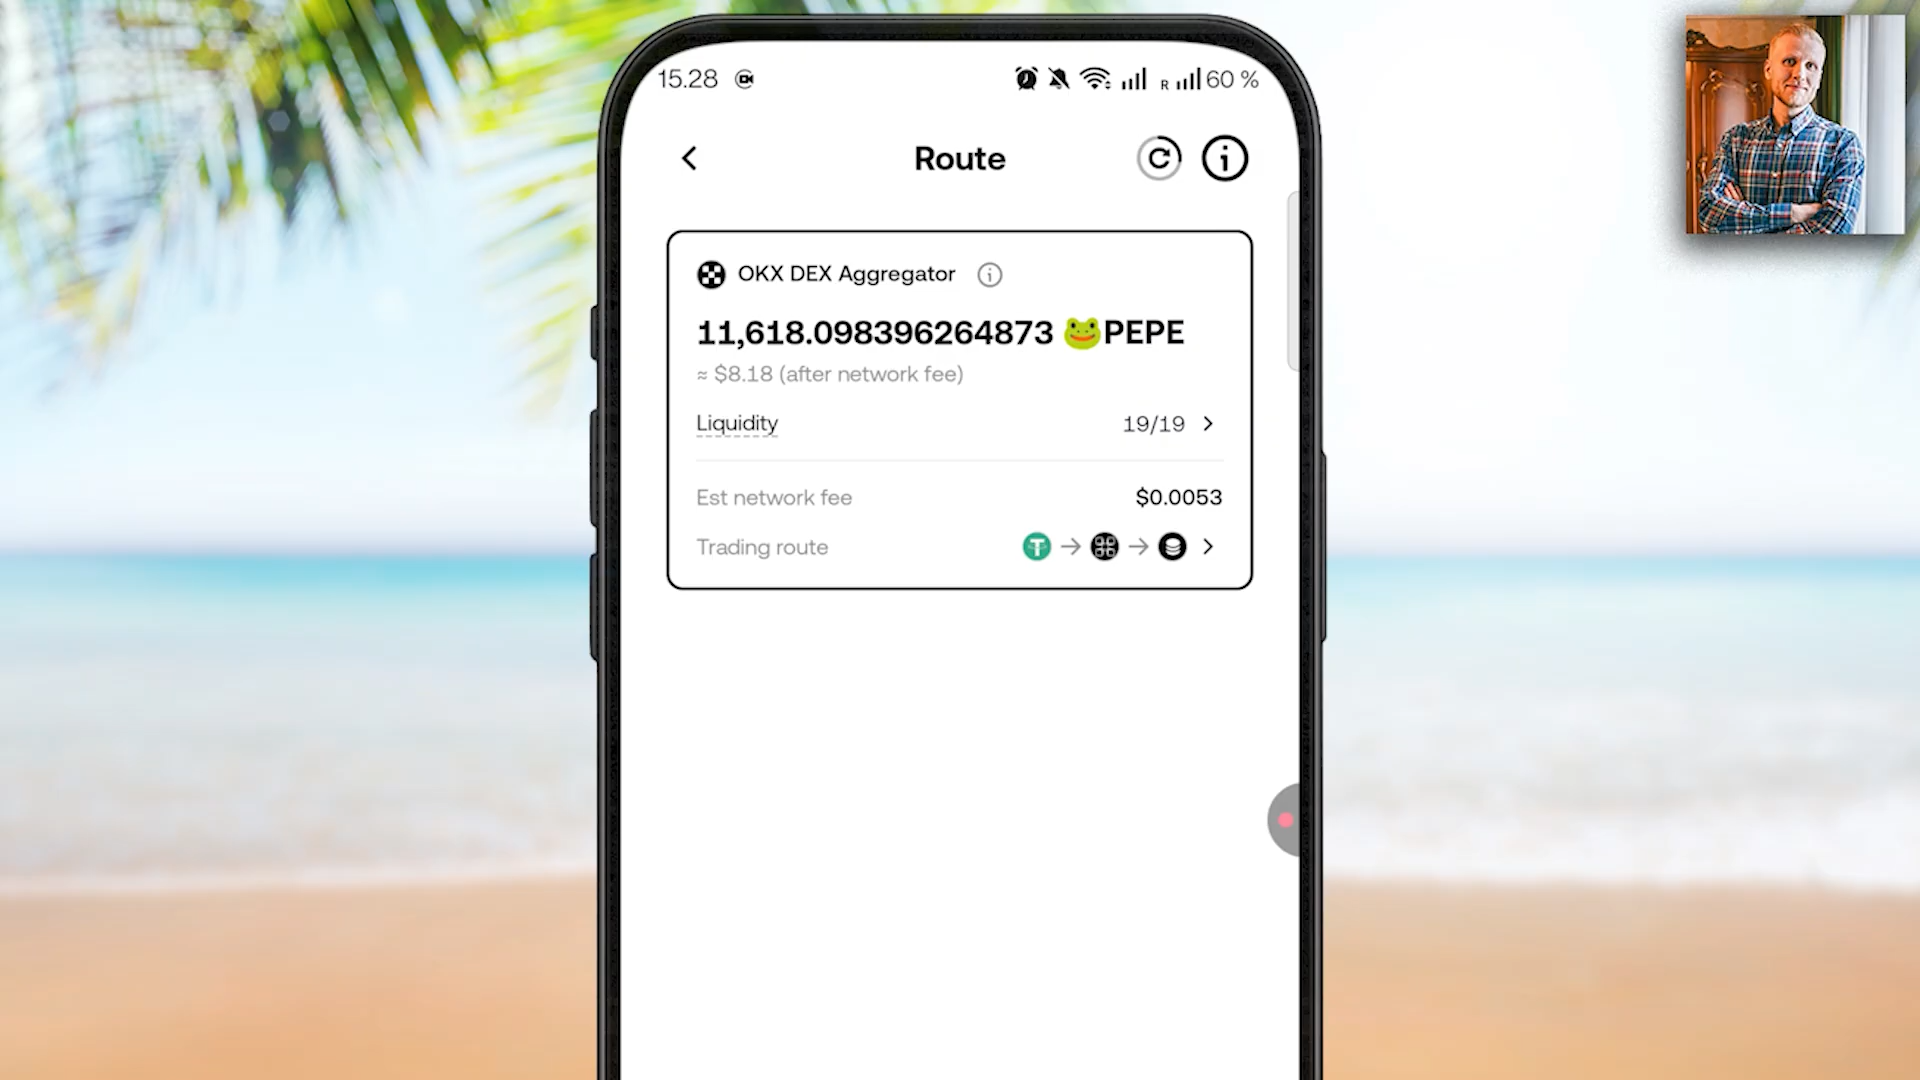 15.28 R 60 %
Route
OKX DEX Aggregator
11,618.098396264873 🐸PEPE
≈ $8.18 (after network fee)
Liquidity 19/19
Est network fee $0.0053
Trading route